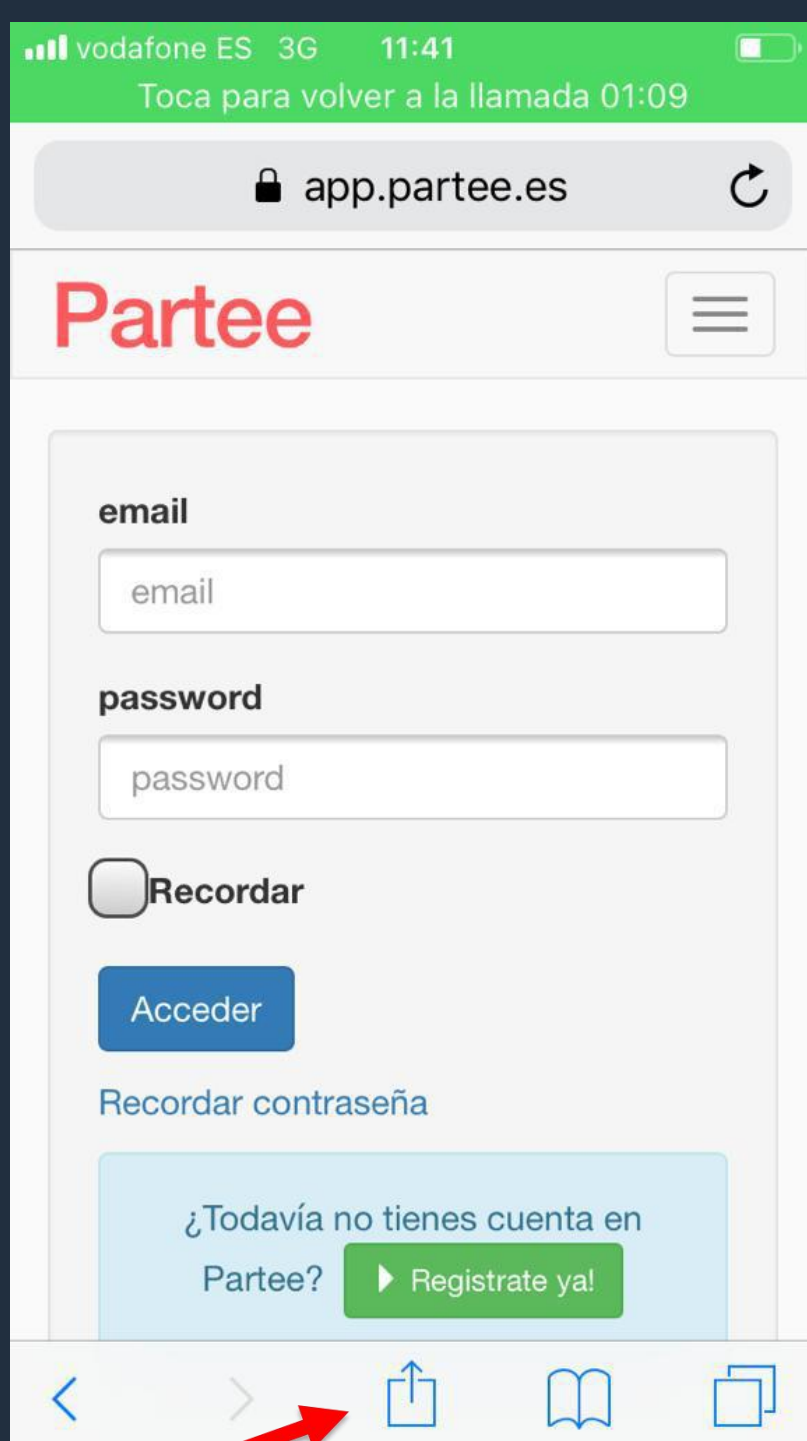 vodafone ES 3G 11:41
Toca para volver a la llamada 01:09
app.partee.es
Partee
email
email
password
password
Recordar
Acceder
Recordar contraseña
¿Todavía no tienes cuenta en
Partee? Registrate ya!